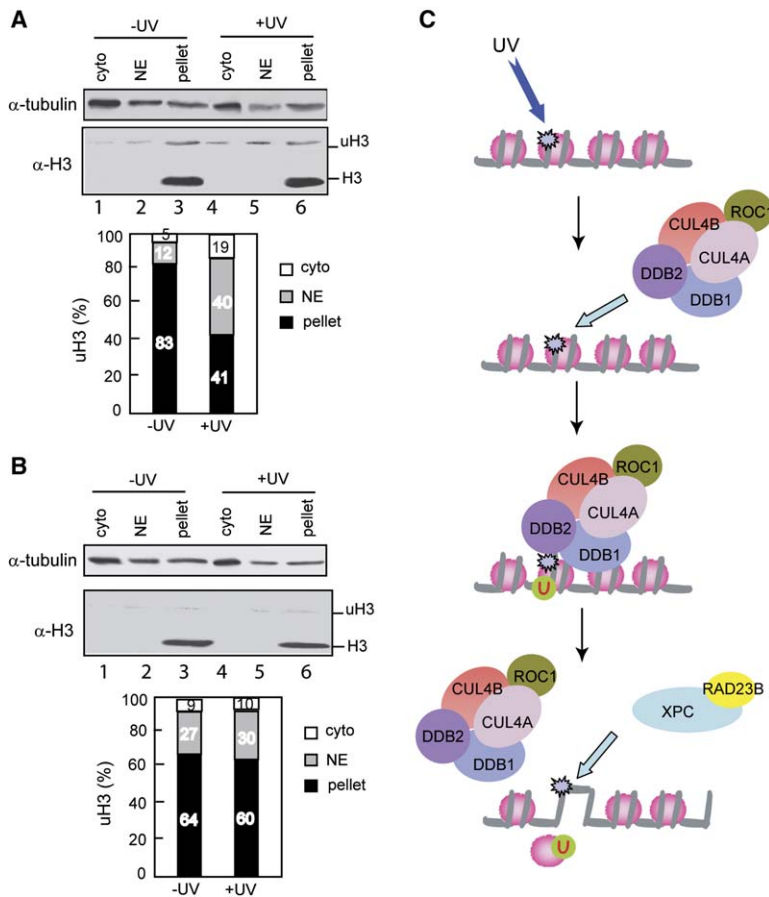 A
-UV +UV
cyto NE pellet cyto NE pellet
α-tubulin
α-H3
uH3
H3
1 2 3 4 5 6
uH3 (%)
100
80
60
40
20
0
5
12
83
19
40
41
cyto
NE
pellet
-UV +UV
B
-UV +UV
cyto NE pellet cyto NE pellet
α-tubulin
α-H3
uH3
H3
1 2 3 4 5 6
uH3 (%)
100
80
60
40
20
0
9
27
64
10
30
60
cyto
NE
pellet
-UV +UV
C
UV
CUL4B
ROC1
CUL4A
DDB2
DDB1
CUL4B
ROC1
CUL4A
DDB2
DDB1
U
CUL4B
ROC1
CUL4A
DDB2
DDB1
RAD23B
XPC
U